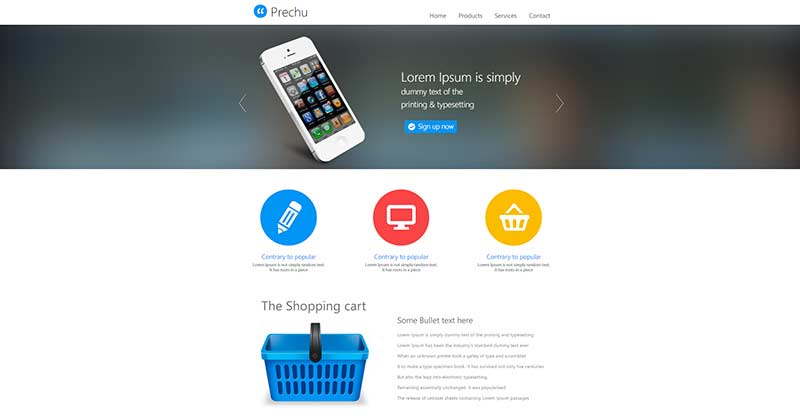 Prechu
Home Products Services Contact
Lorem Ipsum is simply
dummy text of the
printing & typesetting
Sign up now
Contrary to popular
Lorem Ipsum is not simply random text.
It has roots in a piece
Contrary to popular
Lorem Ipsum is not simply random text.
It has roots in a piece
Contrary to popular
Lorem Ipsum is not simply random text.
It has roots in a piece
The Shopping cart
Some Bullet text here
Lorem Ipsum is simply dummy text of the printing and typesetting
Lorem Ipsum has been the industry's standard dummy text ever
When an unknown printer took a galley of type and scrambled
it to make a type specimen book. It has survived not only five centuries
But also the leap into electronic typesetting,
Remaining essentially unchanged. It was popularised
The release of Letraset sheets containing Lorem Ipsum passages